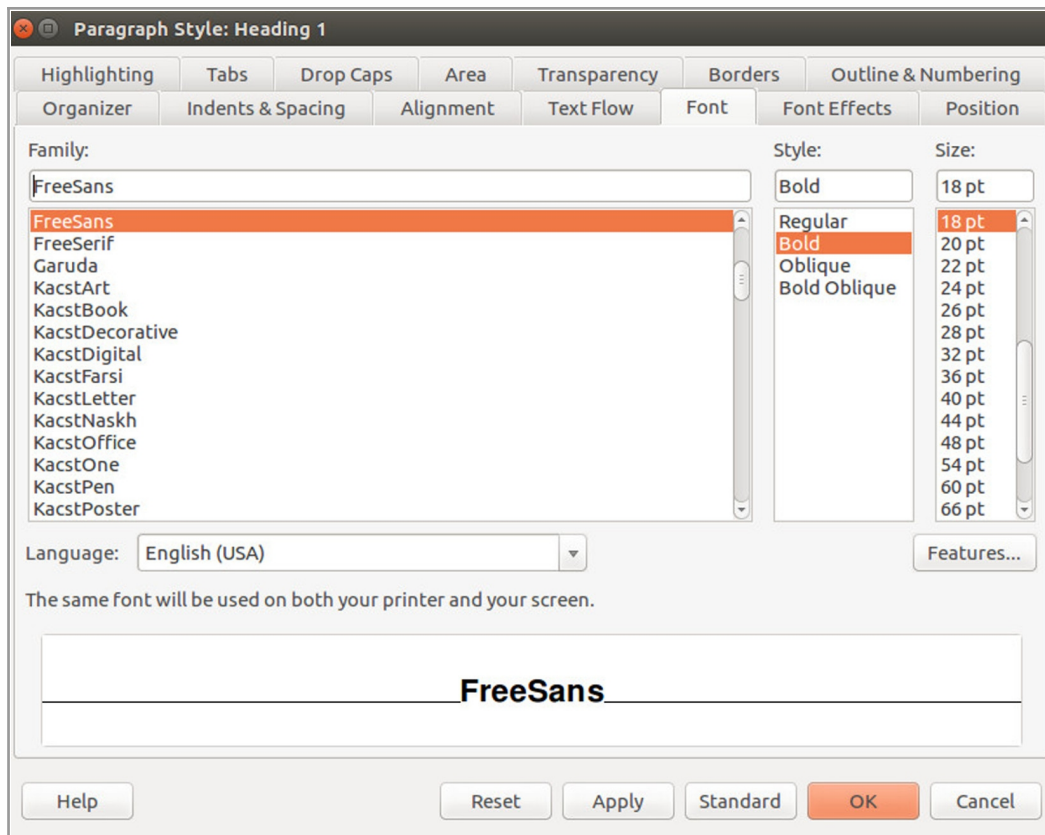 Paragraph Style: Heading 1
Highlighting Tabs Drop Caps Area Transparency Borders Outline & Numbering
Organizer Indents & Spacing Alignment Text Flow Font Font Effects Position
Family: Style: Size:
FreeSans Bold 18 pt
FreeSans Regular 18 pt
FreeSerif Bold 20 pt
Garuda Oblique 22 pt
KacstArt Bold Oblique 24 pt
KacstBook 26 pt
KacstDecorative 28 pt
KacstDigital 32 pt
KacstFarsi 36 pt
KacstLetter 40 pt
KacstNaskh 44 pt
KacstOffice 48 pt
KacstOne 54 pt
KacstPen 60 pt
KacstPoster 66 pt
Language: English (USA) Features...
The same font will be used on both your printer and your screen.
FreeSans
Help Reset Apply Standard OK Cancel